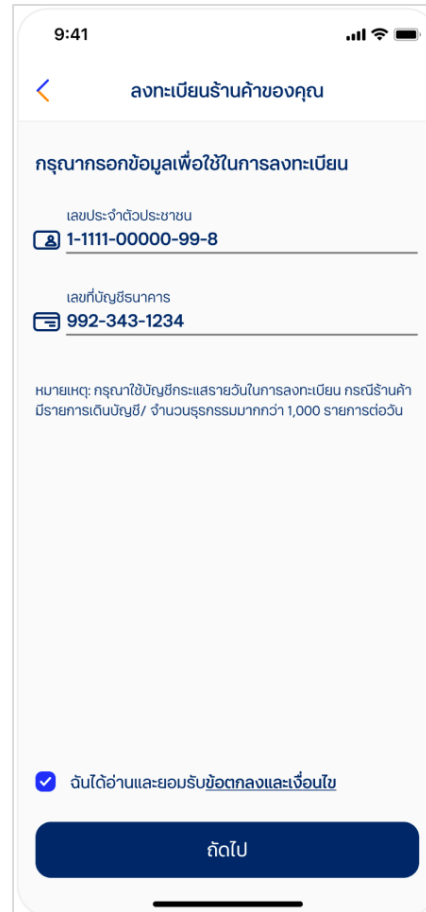 9:41
ลงทะเบียนร้านค้าของคุณ
กรุณากรอกข้อมูลเพื่อใช้ในการลงทะเบียน
เลขประจำตัวประชาชน
1-1111-00000-99-8
เลขที่บัญชีธนาคาร
992-343-1234
หมายเหตุ: กรุณาใช้บัญชีกระแสรายวันในการลงทะเบียน กรณีร้านค้า
มีรายการเดินบัญชี/ จำนวนธุรกรรมมากกว่า 1,000 รายการต่อวัน
ฉันได้อ่านและยอมรับข้อตกลงและเงื่อนไข
ถัดไป